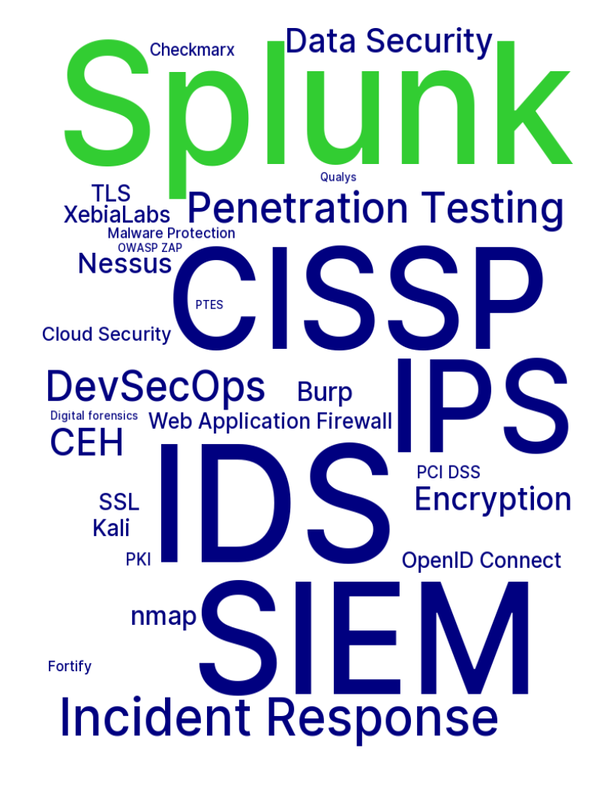 Checkmarx
Data Security
Splunk
Qualys
TLS
XebiaLabs
Penetration Testing
Malware Protection
OWASP ZAP
Nessus
CISSP
PTES
Cloud Security
DevSecOps
Burp
IPS
Digital forensics
Web Application Firewall
CEH
IDS
PCI DSS
Encryption
SSL
Kali
PKI
OpenID Connect
nmap
SIEM
Fortify
Incident Response